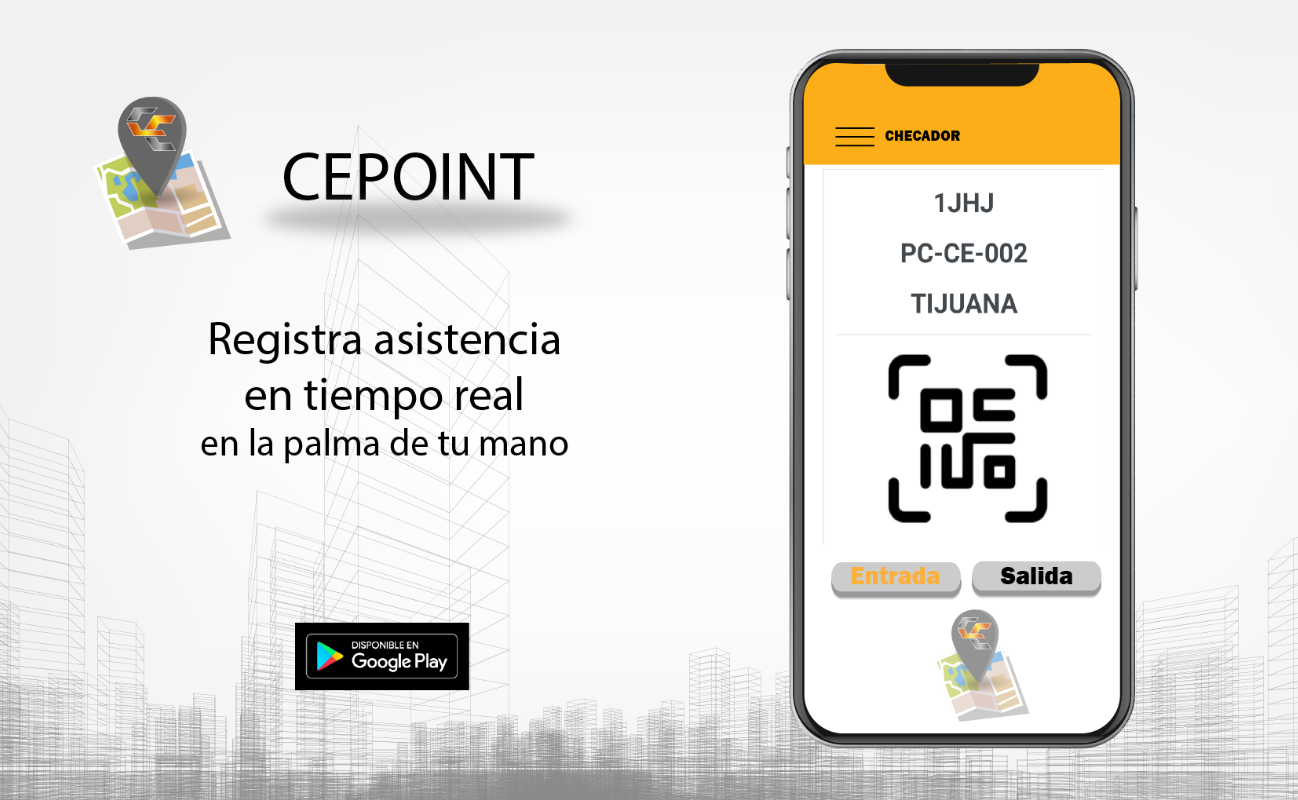 CEPOINT
Registra asistencia
en tiempo real
en la palma de tu mano
DISPONIBLE EN
Google Play
CHECADOR
1JHJ
PC-CE-002
TIJUANA
Entrada
Salida